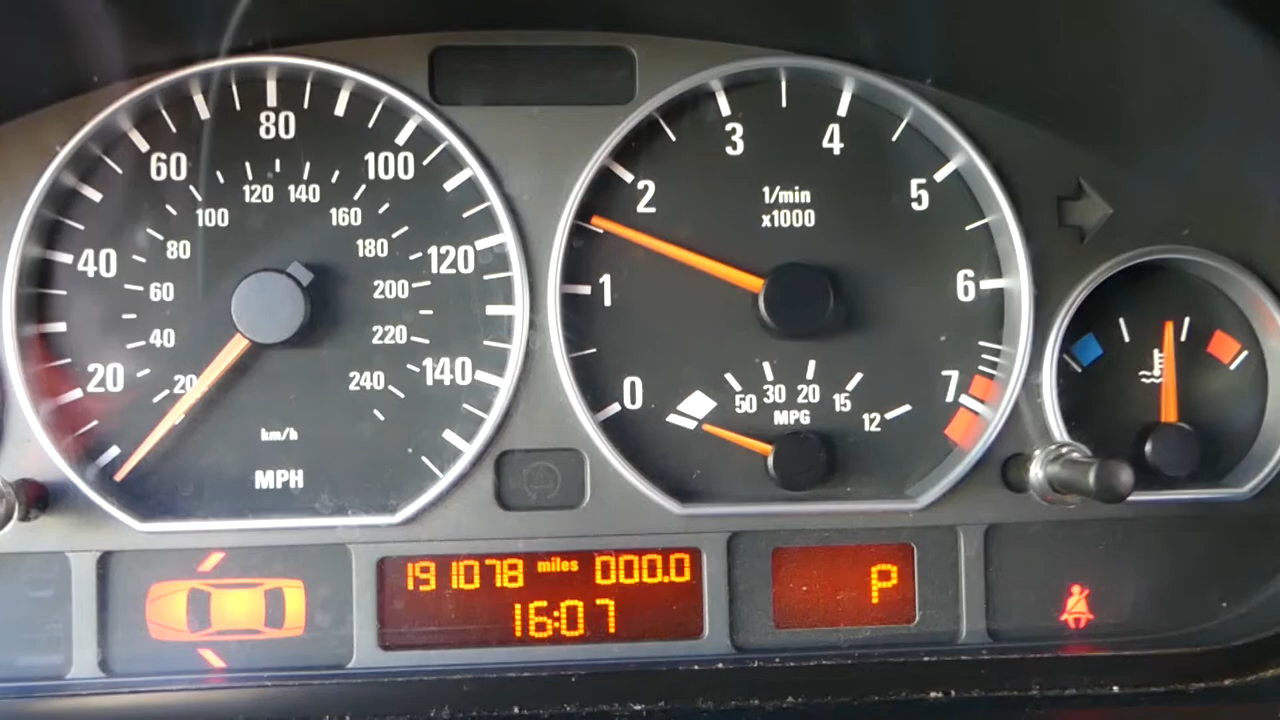 20 40 60 80 100 120 140
20 40 60 80 100 120 140 160 180 200 220 240
km/h
MPH
0 1 2 3 4 5 6 7
1/min
x1000
50 30 20 15 12
MPG
191078 miles 000.0
16:07
P